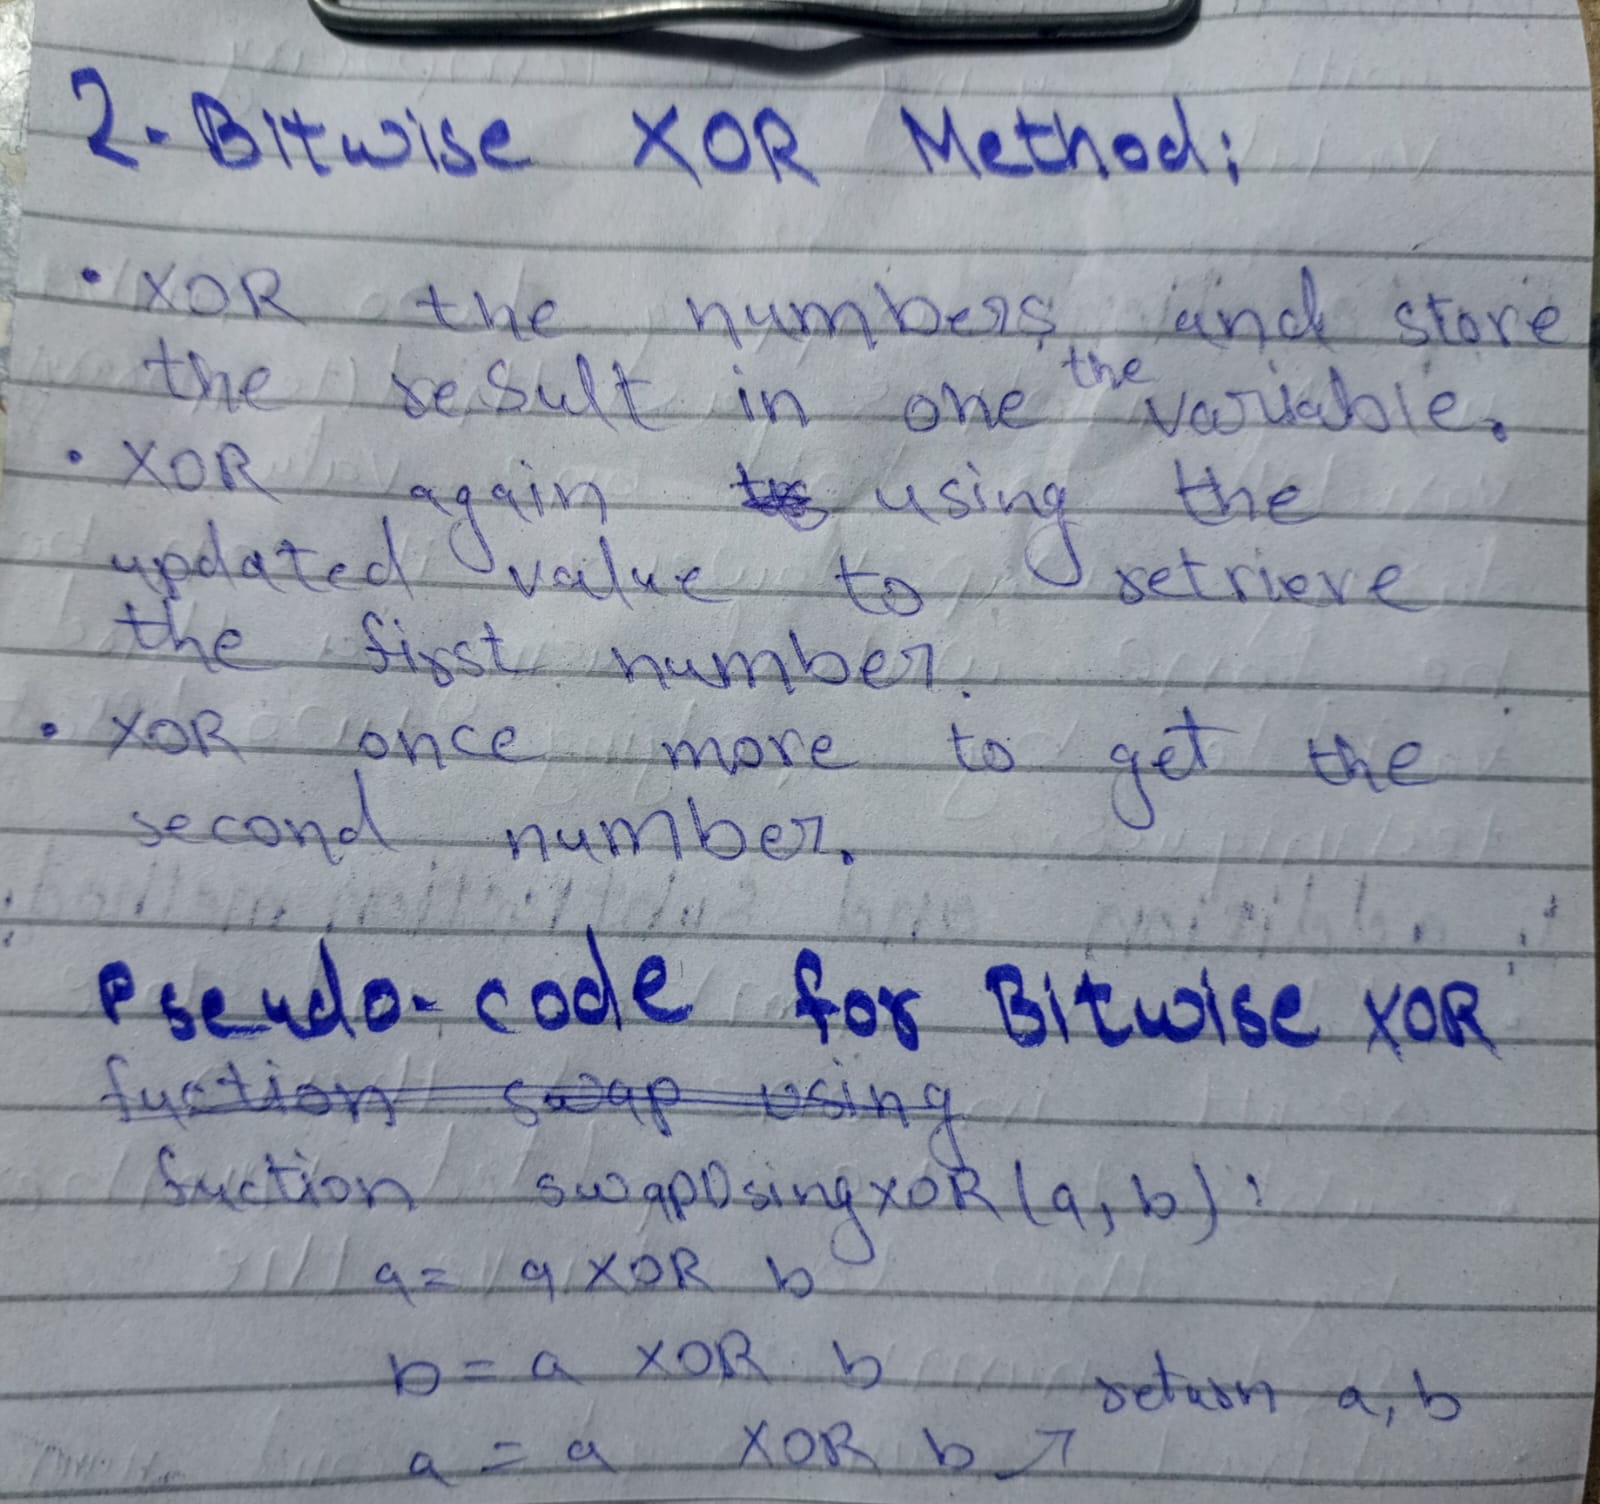 2. Bitwise XOR Method:
• XOR the numbers and store
the result in one the variable.
• XOR again using the
updated value to retrieve
the first number.
• XOR once more to get the
second number.
Pseudo-code for Bitwise XOR
fuction swap using
fuction swapUsingXOR(a, b):
a = a XOR b
b = a XOR b
return a, b
a = a XOR b ↗